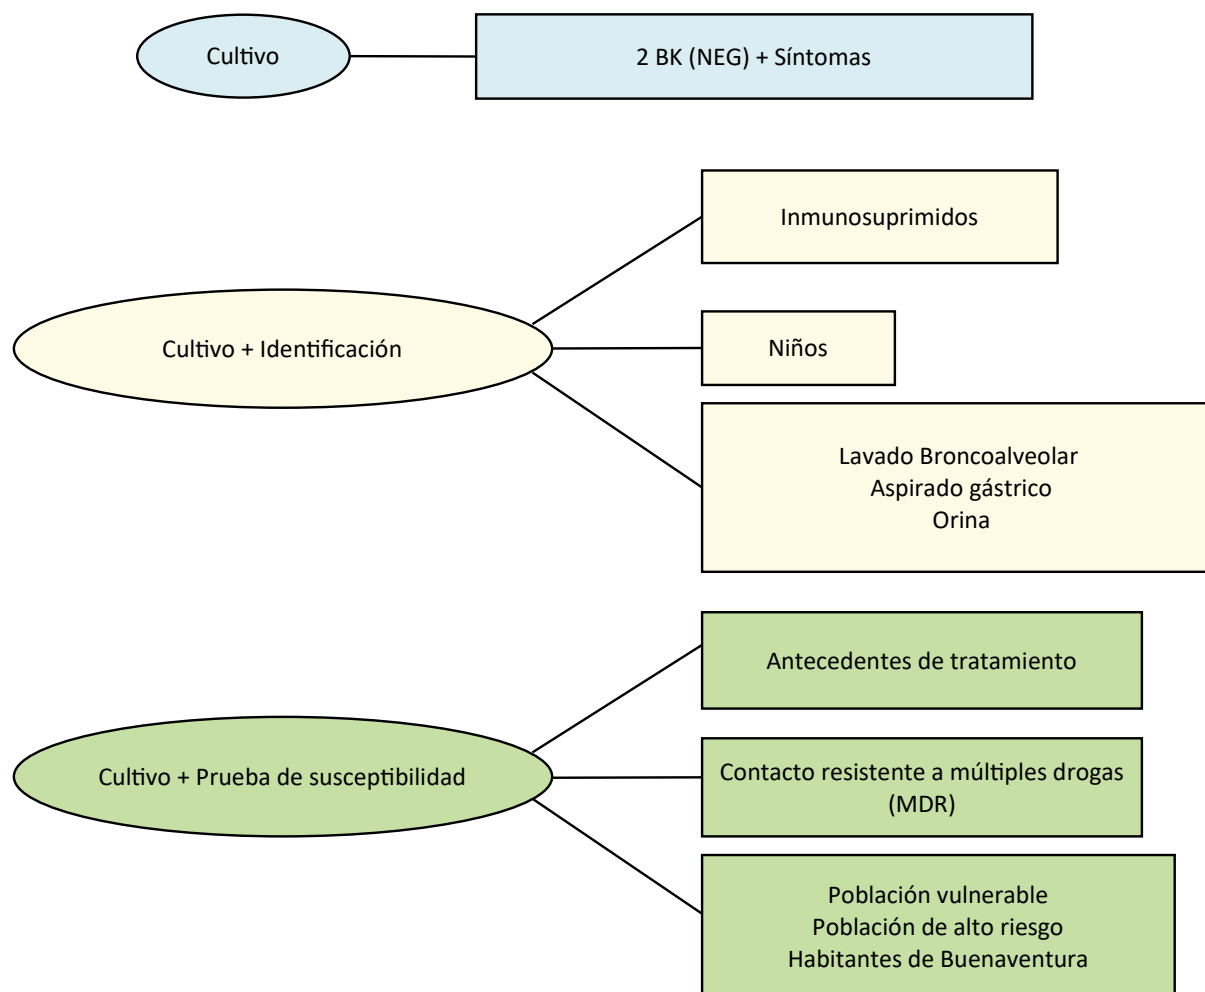 Cultivo
2 BK (NEG) + Síntomas
Inmunosuprimidos
Cultivo + Identificación
Niños
Lavado Broncoalveolar
Aspirado gástrico
Orina
Antecedentes de tratamiento
Cultivo + Prueba de susceptibilidad
Contacto resistente a múltiples drogas
(MDR)
Población vulnerable
Población de alto riesgo
Habitantes de Buenaventura